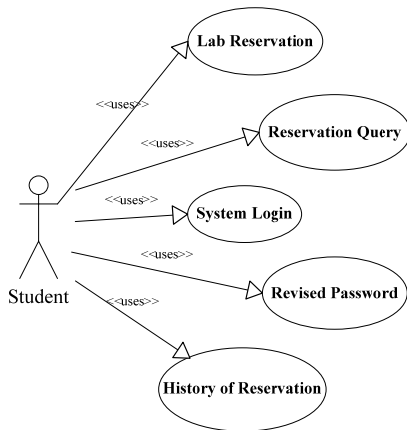 Lab Reservation
<<uses>>
Reservation Query
<<uses>>
<<uses>>
System Login
<<uses>>
Student
Revised Password
<<uses>>
History of Reservation